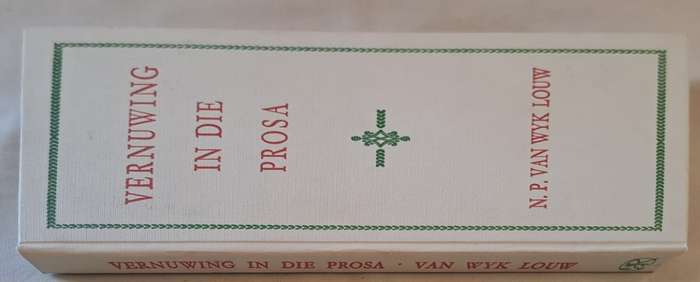 VERNUWING
IN DIE
PROSA
N. P. VAN WYK LOUW
VERNUWING IN DIE PROSA · VAN WYK LOUW